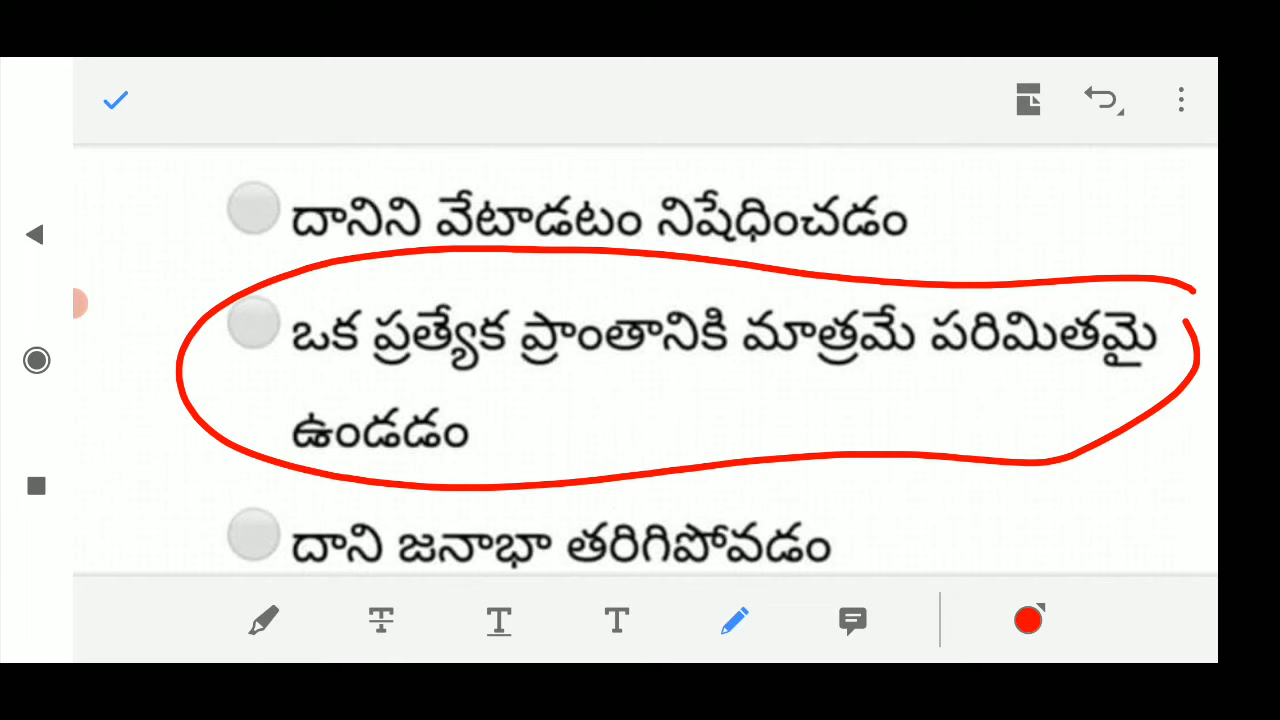 దానిని వేటాడటం నిషేధించడం
ఒక ప్రత్యేక ప్రాంతానికి మాత్రమే పరిమితమై
ఉండడం
దాని జనాభా తరిగిపోవడం